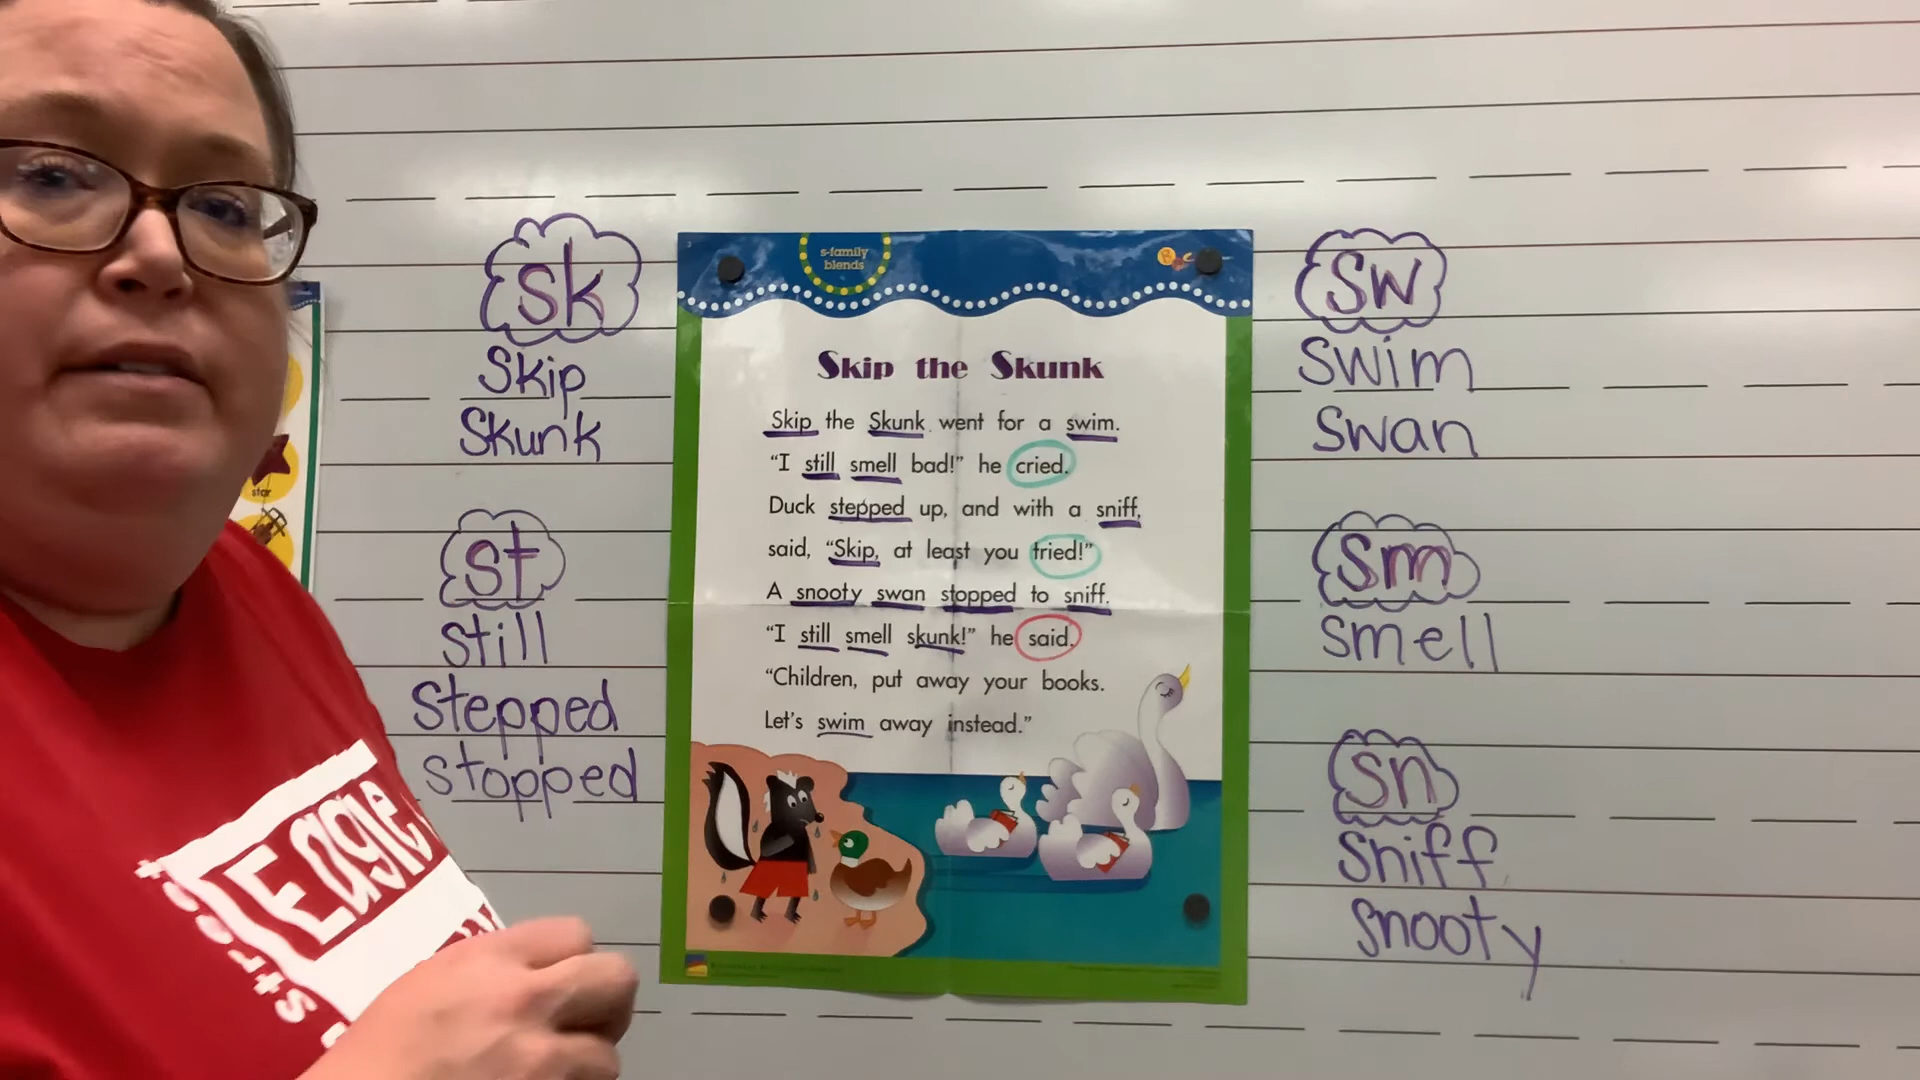 s-family
blends
Skip the Skunk
Skip the Skunk went for a swim.
"I still smell bad!" he cried.
Duck stepped up, and with a sniff,
said, "Skip, at least you tried!"
A snooty swan stopped to sniff.
"I still smell skunk!" he said.
"Children, put away your books.
Let's swim away instead."
sk
Skip
Skunk
st
still
stepped
stopped
sw
swim
swan
sm
smell
sn
sniff
snooty
star
Eagle